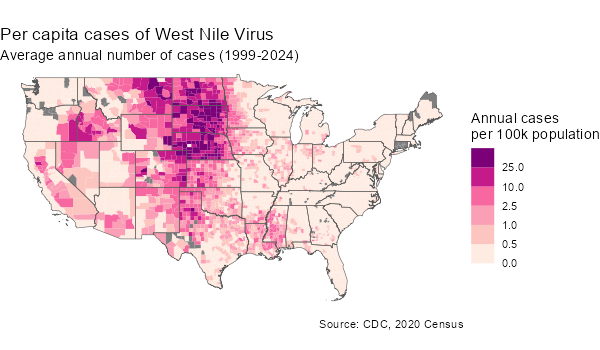 Per capita cases of West Nile Virus
Average annual number of cases (1999-2024)
Annual cases
per 100k population
25.0
10.0
2.5
1.0
0.5
0.0
Source: CDC, 2020 Census